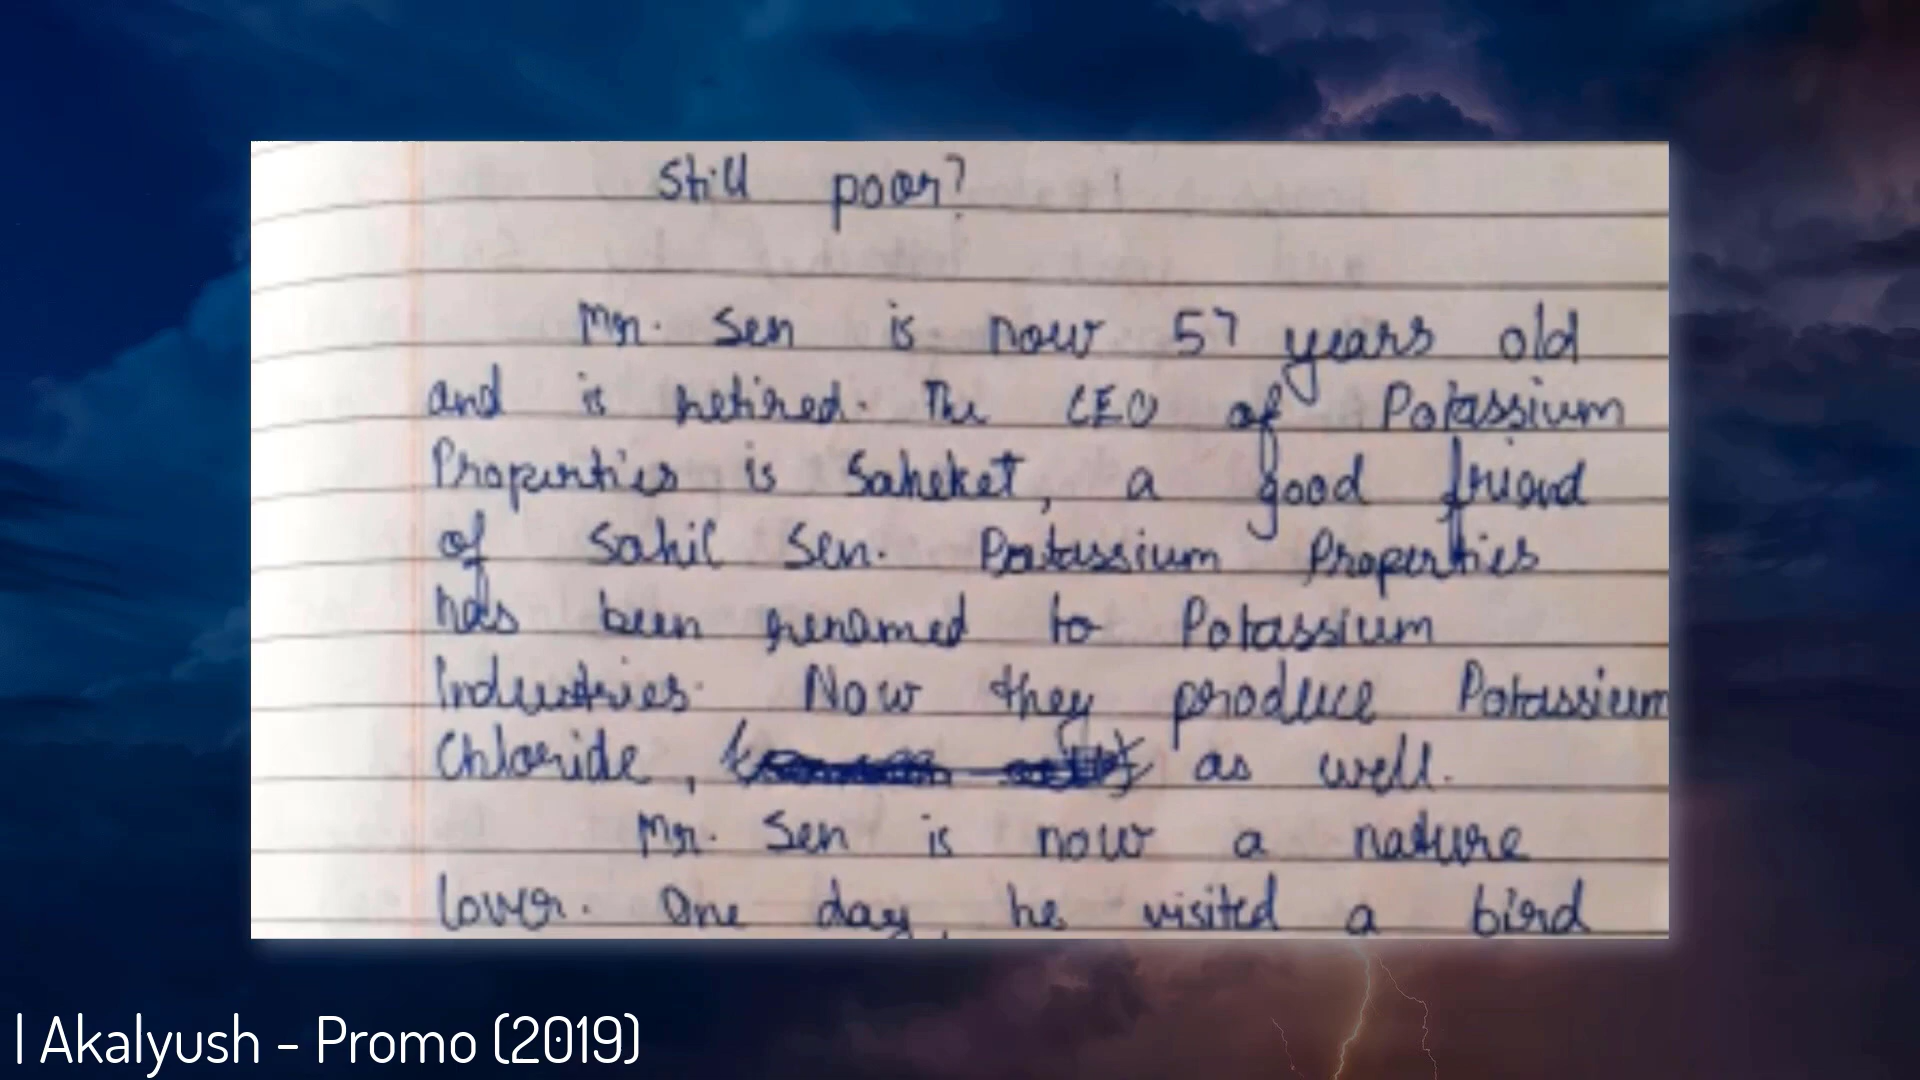 Still poor?
Mr. Sen is now 57 years old
and is retired. The CEO of Potassium
Properties is Saheket, a good friend
of Sahil Sen. Potassium Properties
has been renamed to Potassium
Industries. Now they produce Potassium
Chloride, as well.
Mr. Sen is now a nature
lover. One day, he visited a bird
| Akalyush - Promo (2019)